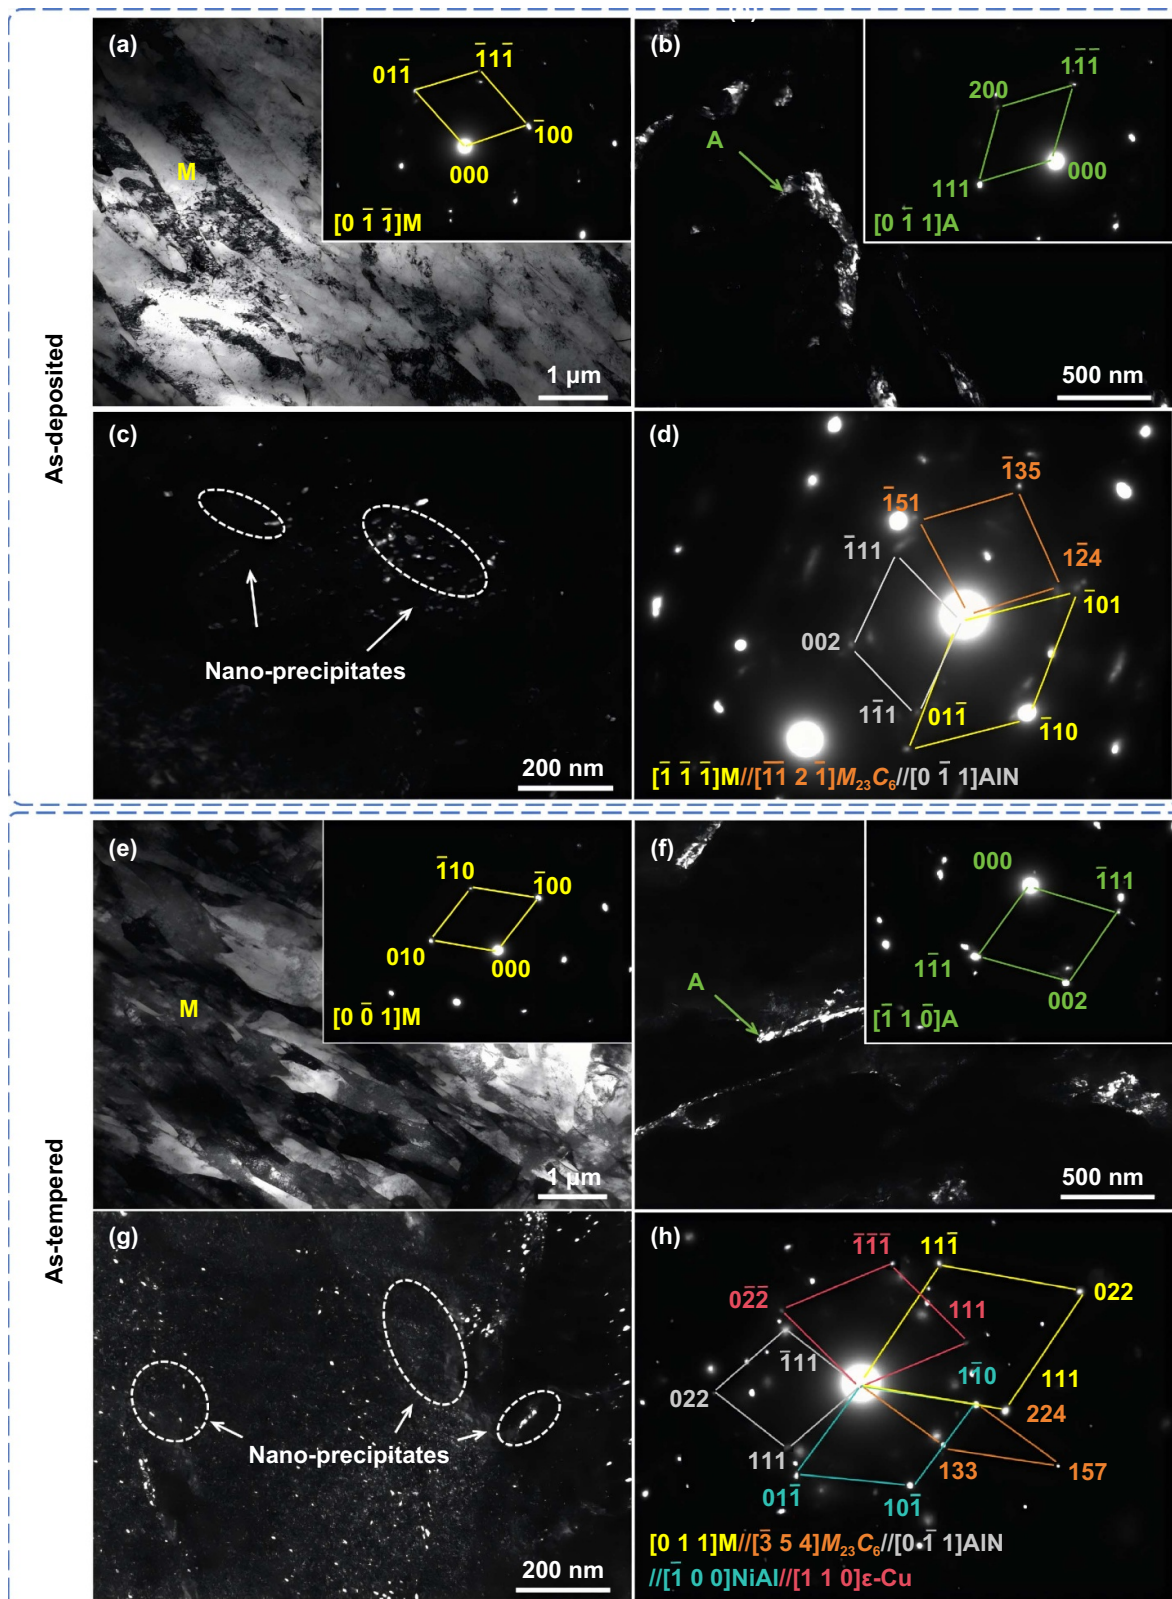 As-deposited
(a)
01̄1̄
1̄11̄
1̄00
000
M
[0 1̄ 1̄]M
1 μm
(b)
A
200
11̄1̄
111
000
[0 1̄ 1]A
500 nm
(c)
Nano-precipitates
200 nm
(d)
1̄35
1̄51
1̄11
12̄4
1̄01
002
11̄1
011̄
1̄10
[1̄ 1̄ 1̄]M//[1̄1̄ 2 1̄]M₂₃C₆//[0 1̄ 1]AlN
As-tempered
(e)
1̄10
1̄00
010
000
M
[0 0̄ 1]M
1 μm
(f)
000
1̄11
A
11̄1
002
[1̄ 1 0̄]A
500 nm
(g)
Nano-precipitates
200 nm
(h)
1̄1̄1̄
111̄
02̄2̄
022
111
1̄11
11̄0
022
111
224
111
133
157
011̄
101̄
[0 1 1]M//[3̄ 5 4]M₂₃C₆//[0 1̄ 1]AlN
//[1̄ 0 0]NiAl//[1 1 0]ε-Cu